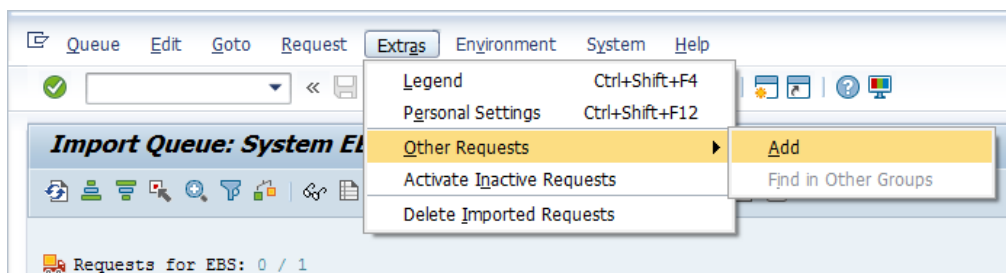 Queue Edit Goto Request Extras Environment System Help
Legend Ctrl+Shift+F4
Personal Settings Ctrl+Shift+F12
Import Queue: System
Other Requests Add
Activate Inactive Requests Find in Other Groups
Delete Imported Requests
Requests for EBS: 0 / 1